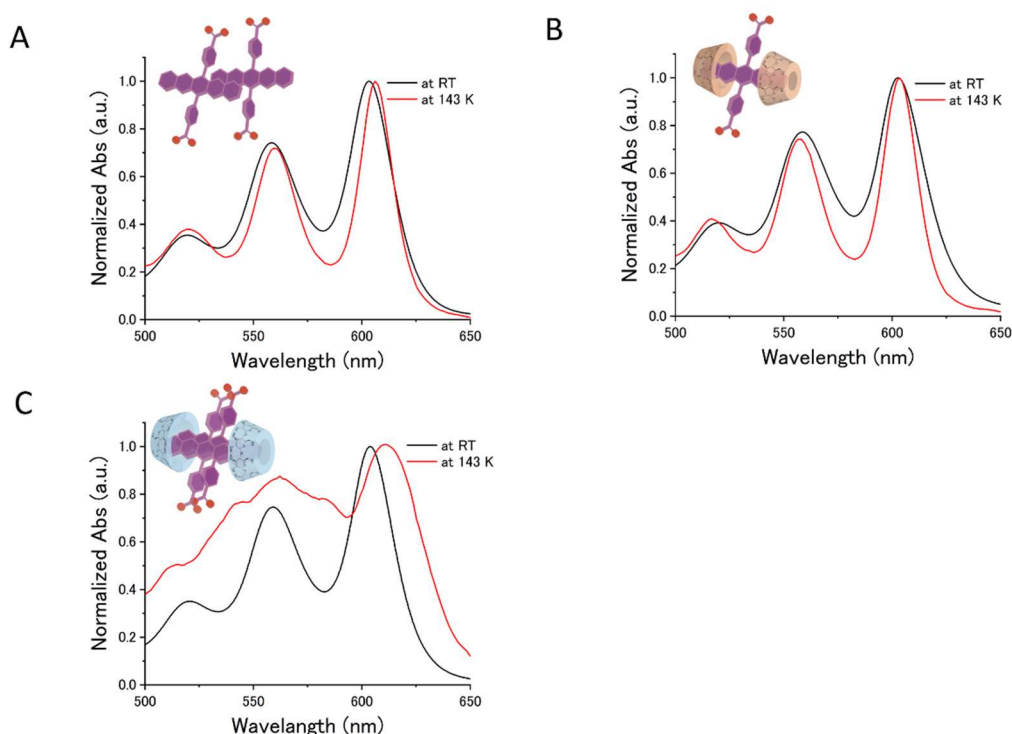 A
Normalized Abs (a.u.)
1.0
0.8
0.6
0.4
0.2
0.0
at RT
at 143 K
500
550
600
650
Wavelength (nm)
B
Normalized Abs (a.u.)
1.0
0.8
0.6
0.4
0.2
0.0
at RT
at 143 K
500
550
600
650
Wavelength (nm)
C
Normalized Abs (a.u.)
1.0
0.8
0.6
0.4
0.2
0.0
at RT
at 143 K
500
550
600
650
Wavelangth (nm)